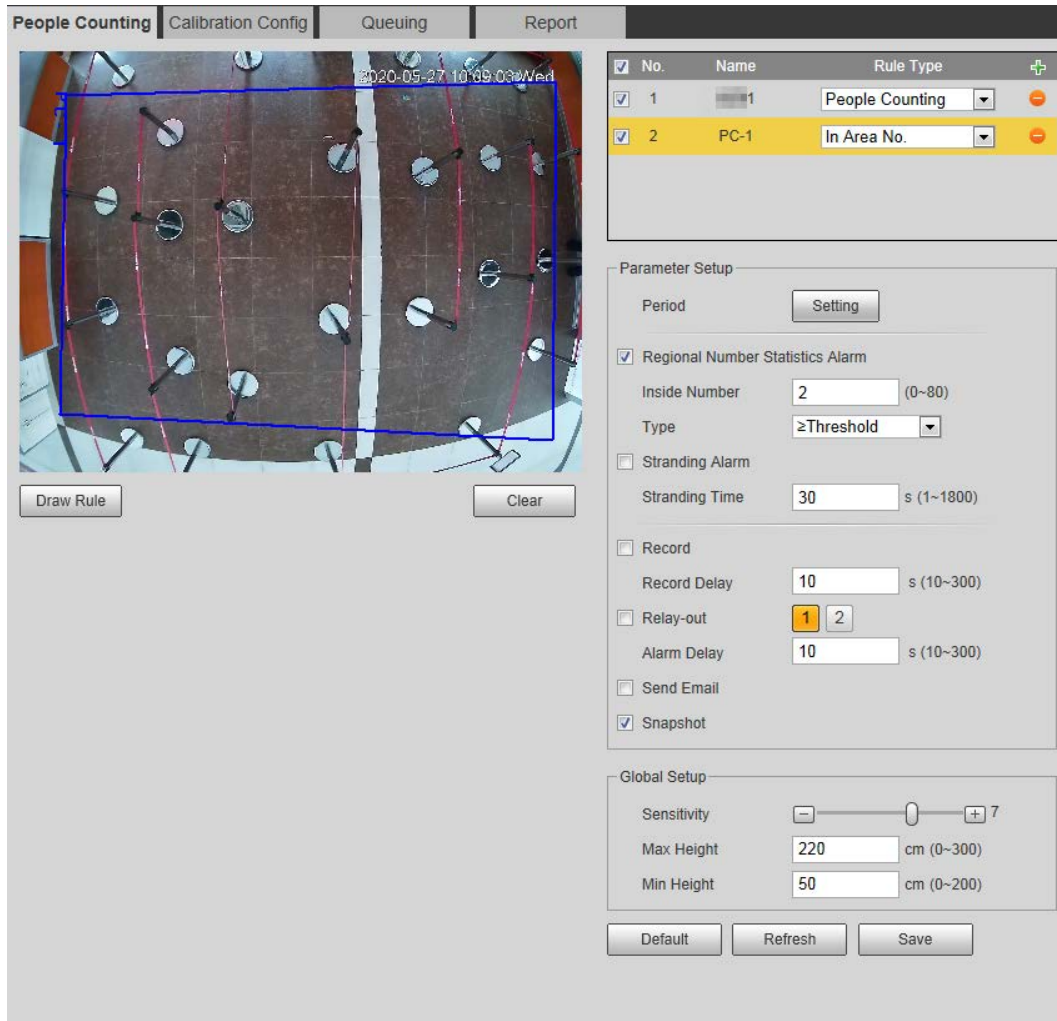 People Counting Calibration Config Queuing Report
2020-05-27 10:09:03 Wed
No. Name Rule Type
1 1 People Counting
2 PC-1 In Area No.
Parameter Setup
Period Setting
Regional Number Statistics Alarm
Inside Number 2 (0~80)
Type ≥Threshold
Stranding Alarm
Draw Rule Clear
Stranding Time 30 s (1~1800)
Record
Record Delay 10 s (10~300)
Relay-out 1 2
Alarm Delay 10 s (10~300)
Send Email
Snapshot
Global Setup
Sensitivity 7
Max Height 220 cm (0~300)
Min Height 50 cm (0~200)
Default Refresh Save